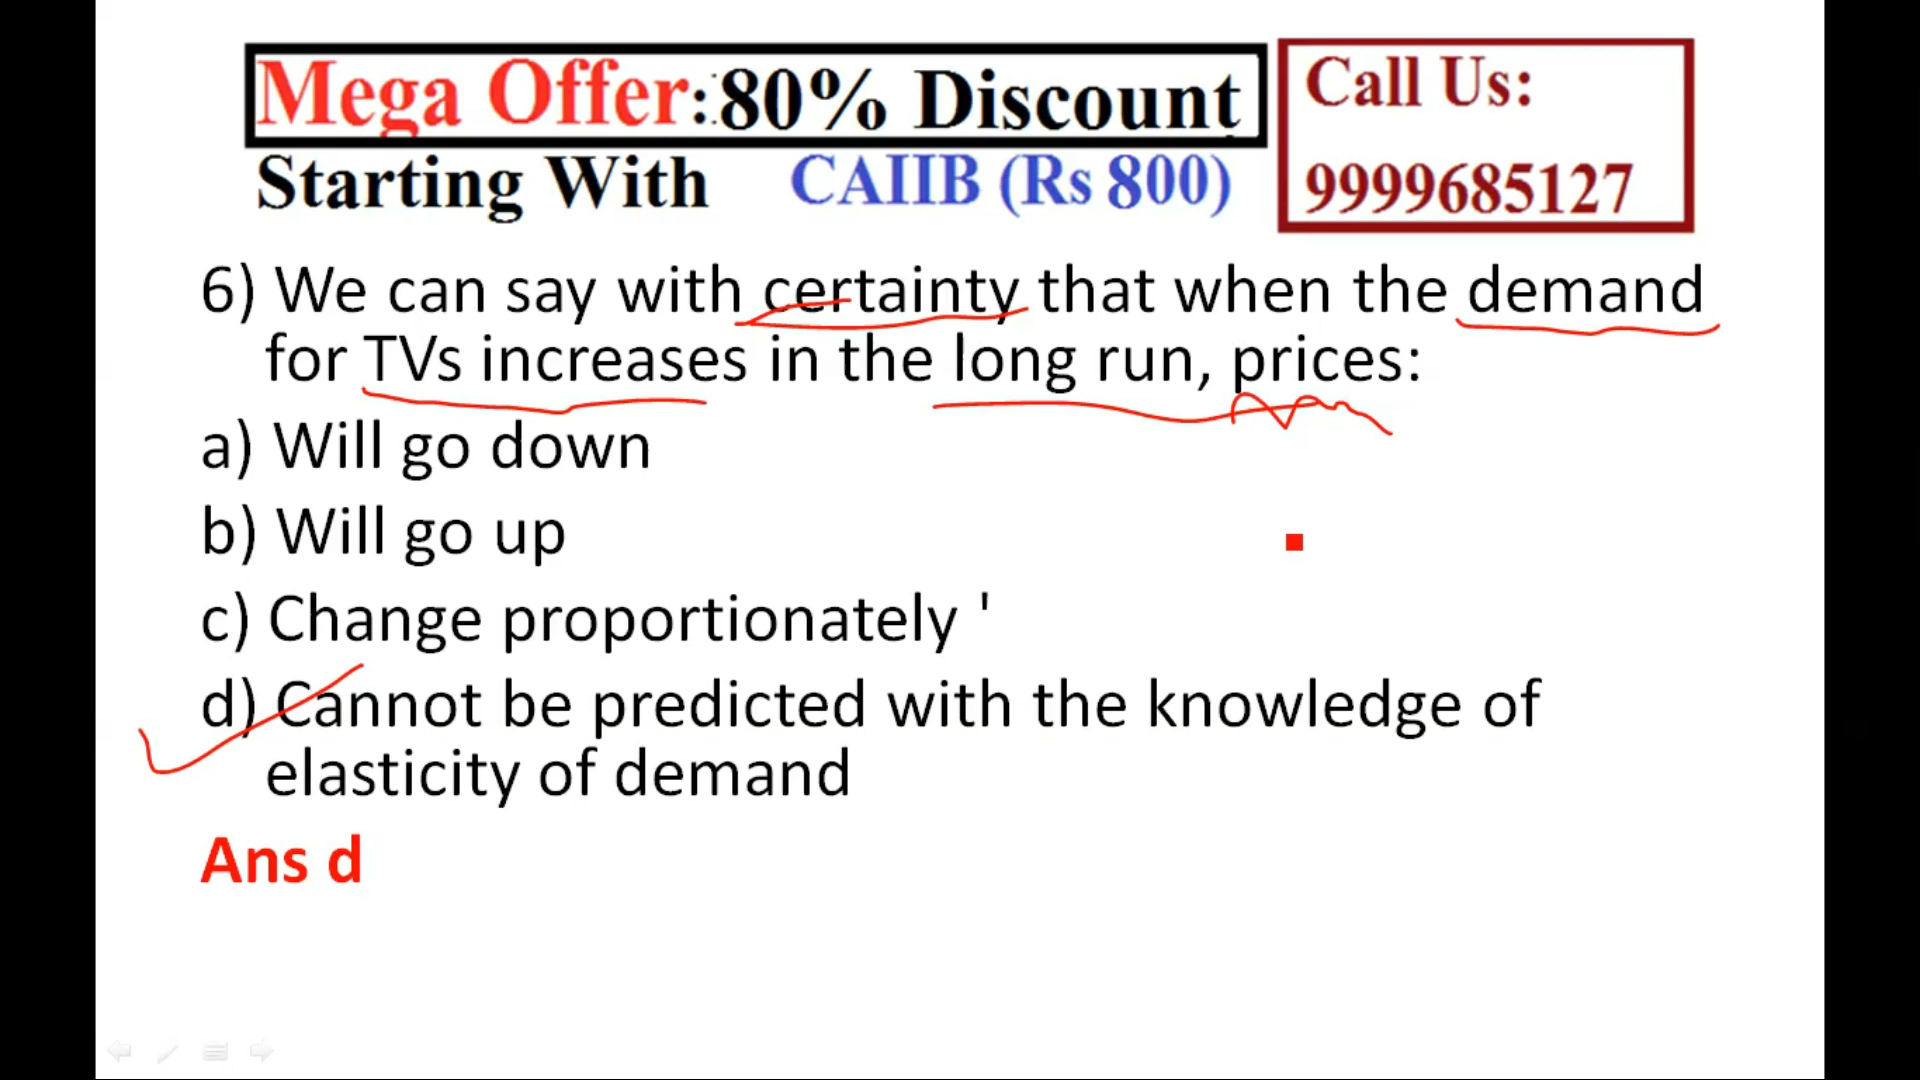 Mega Offer: 80% Discount
Starting With CAIIB (Rs 800)
Call Us:
9999685127
6) We can say with certainty that when the demand
for TVs increases in the long run, prices:
a) Will go down
b) Will go up
c) Change proportionately '
d) Cannot be predicted with the knowledge of
elasticity of demand
Ans d